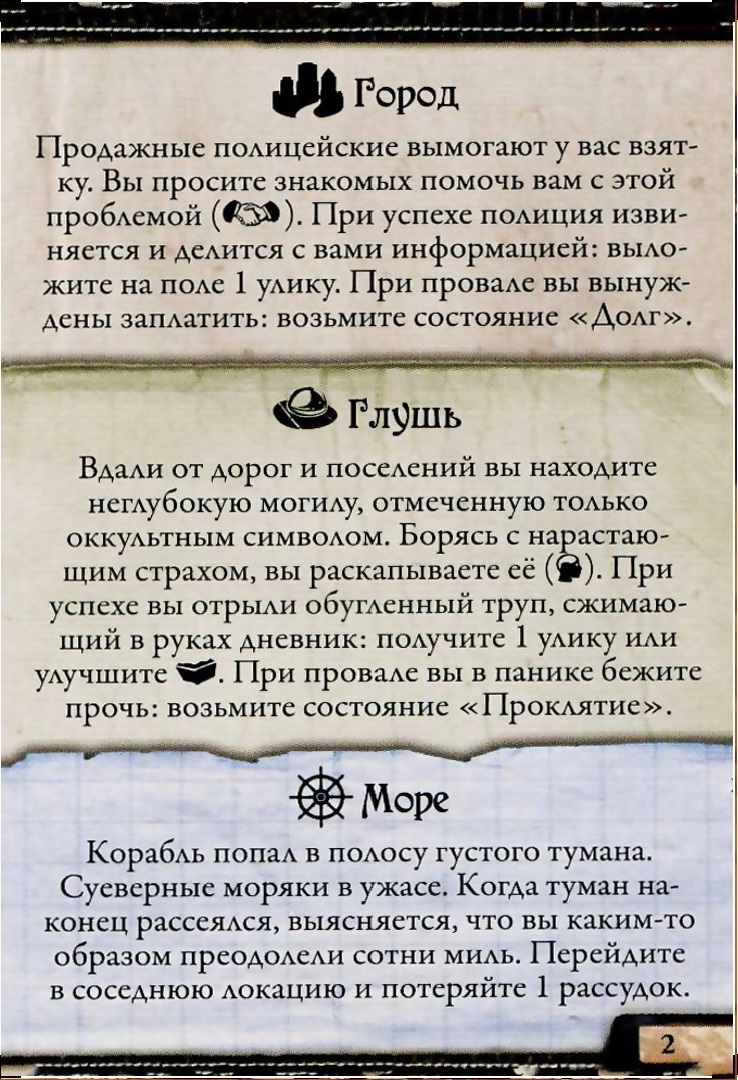 Город
Продажные полицейские вымогают у вас взят-
ку. Вы просите знакомых помочь вам с этой
проблемой ( ). При успехе полиция изви-
няется и делится с вами информацией: выло-
жите на поле 1 улику. При провале вы вынуж-
дены заплатить: возьмите состояние «Долг».
Глушь
Вдали от дорог и поселений вы находите
неглубокую могилу, отмеченную только
оккультным символом. Борясь с нарастаю-
щим страхом, вы раскапываете её ( ). При
успехе вы отрыли обугленный труп, сжимаю-
щий в руках дневник: получите 1 улику или
улучшите . При провале вы в панике бежите
прочь: возьмите состояние «Проклятие».
Море
Корабль попал в полосу густого тумана.
Суеверные моряки в ужасе. Когда туман на-
конец рассеялся, выясняется, что вы каким-то
образом преодолели сотни миль. Перейдите
в соседнюю локацию и потеряйте 1 рассудок.
2